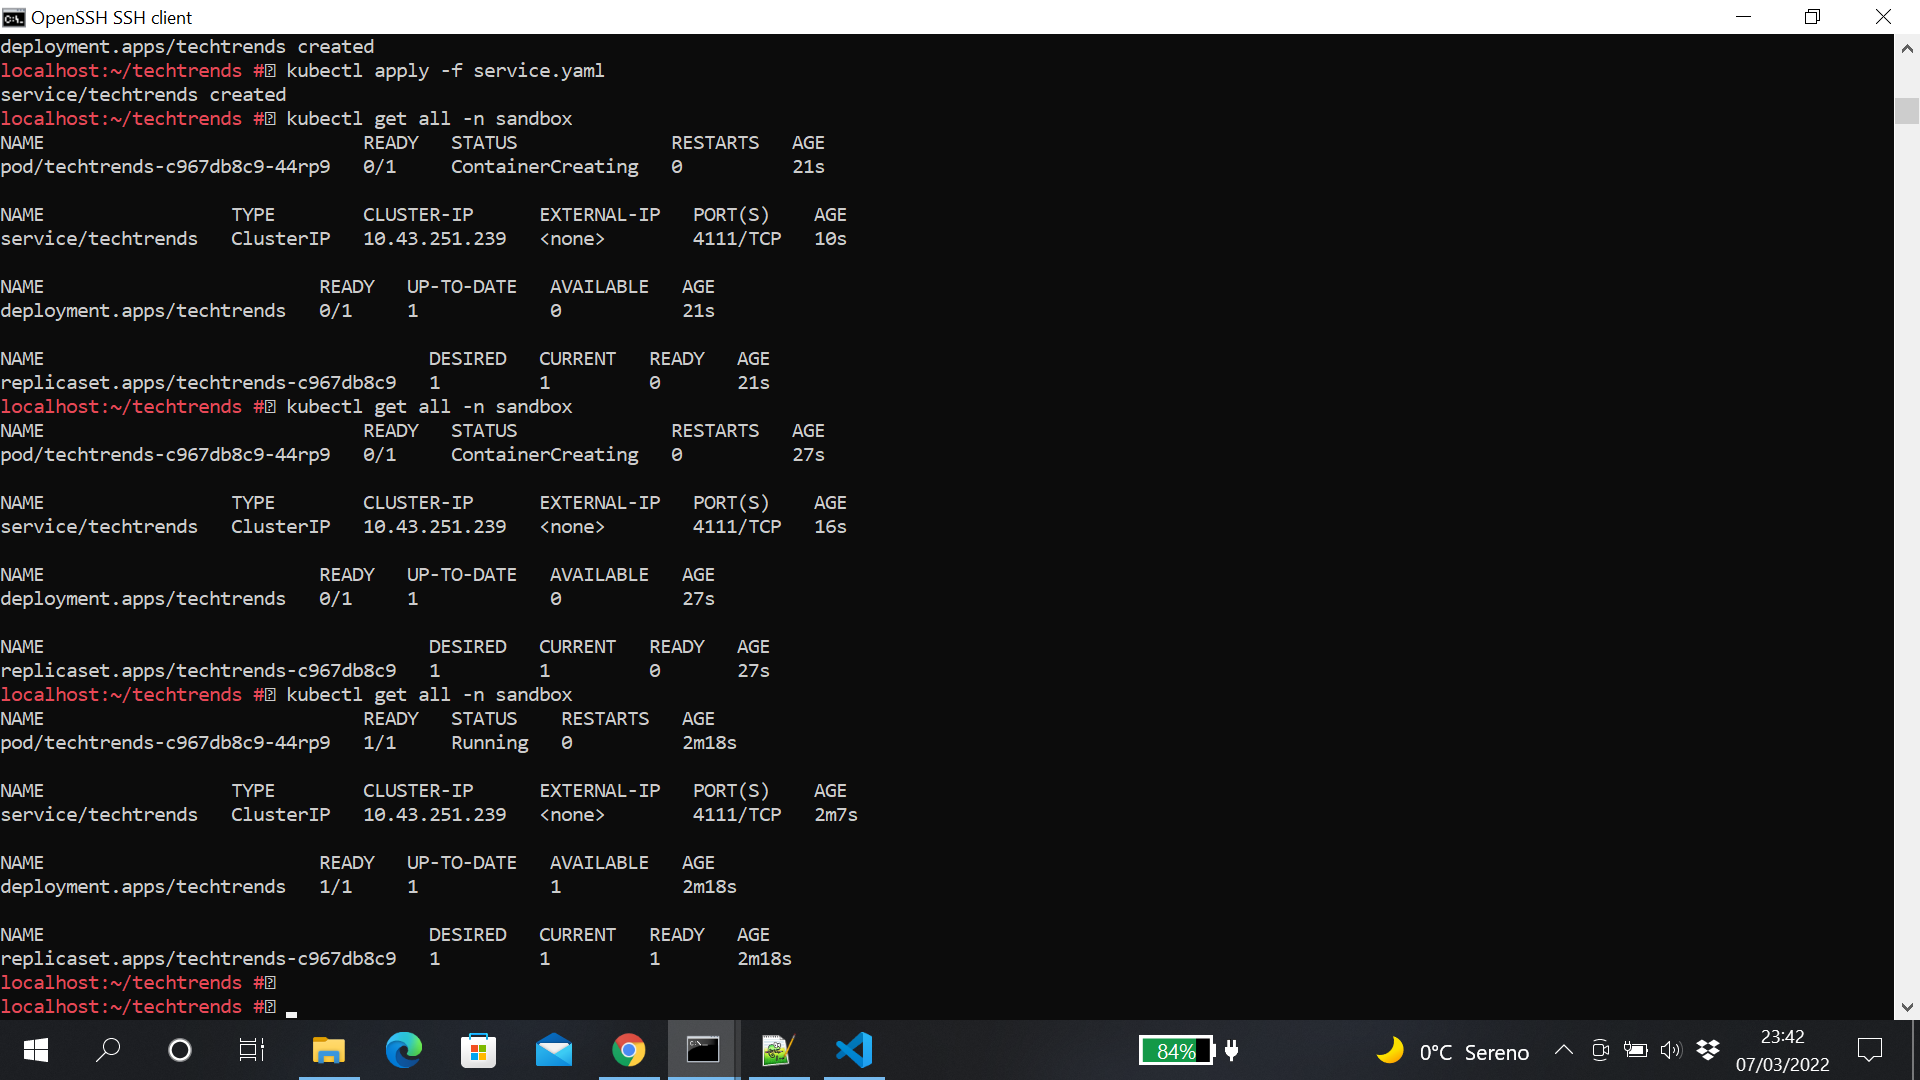 OpenSSH SSH client
deployment.apps/techtrends created
localhost:~/techtrends # kubectl apply -f service.yaml
service/techtrends created
localhost:~/techtrends # kubectl get all -n sandbox
NAME                             READY   STATUS              RESTARTS   AGE
pod/techtrends-c967db8c9-44rp9   0/1     ContainerCreating   0          21s

NAME                 TYPE        CLUSTER-IP      EXTERNAL-IP   PORT(S)    AGE
service/techtrends   ClusterIP   10.43.251.239   <none>        4111/TCP   10s

NAME                         READY   UP-TO-DATE   AVAILABLE   AGE
deployment.apps/techtrends   0/1     1            0           21s

NAME                                   DESIRED   CURRENT   READY   AGE
replicaset.apps/techtrends-c967db8c9   1         1         0       21s
localhost:~/techtrends # kubectl get all -n sandbox
NAME                             READY   STATUS              RESTARTS   AGE
pod/techtrends-c967db8c9-44rp9   0/1     ContainerCreating   0          27s

NAME                 TYPE        CLUSTER-IP      EXTERNAL-IP   PORT(S)    AGE
service/techtrends   ClusterIP   10.43.251.239   <none>        4111/TCP   16s

NAME                         READY   UP-TO-DATE   AVAILABLE   AGE
deployment.apps/techtrends   0/1     1            0           27s

NAME                                   DESIRED   CURRENT   READY   AGE
replicaset.apps/techtrends-c967db8c9   1         1         0       27s
localhost:~/techtrends # kubectl get all -n sandbox
NAME                             READY   STATUS    RESTARTS   AGE
pod/techtrends-c967db8c9-44rp9   1/1     Running   0          2m18s

NAME                 TYPE        CLUSTER-IP      EXTERNAL-IP   PORT(S)    AGE
service/techtrends   ClusterIP   10.43.251.239   <none>        4111/TCP   2m7s

NAME                         READY   UP-TO-DATE   AVAILABLE   AGE
deployment.apps/techtrends   1/1     1            1           2m18s

NAME                                   DESIRED   CURRENT   READY   AGE
replicaset.apps/techtrends-c967db8c9   1         1         1       2m18s
localhost:~/techtrends #
localhost:~/techtrends #
84% 0°C Sereno 23:42
07/03/2022